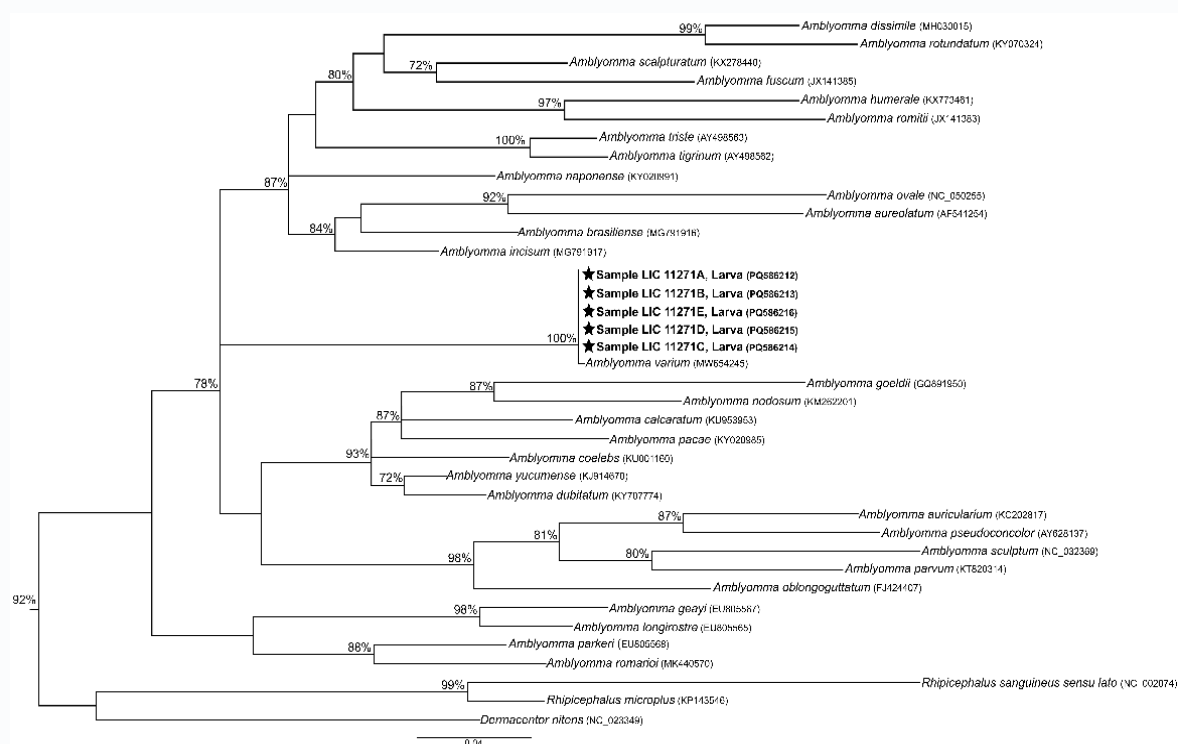 99%
Amblyomma dissimile (MH030015)
Amblyomma rotundatum (KY070324)
80%
72%
Amblyomma scalpturatum (KX278440)
Amblyomma fuscum (JX141385)
97%
Amblyomma humerale (KX773461)
Amblyomma romitii (JX141383)
100%
Amblyomma triste (AY498563)
Amblyomma tigrinum (AY498562)
87%
Amblyomma naponense (KY020991)
92%
Amblyomma ovale (NC_050255)
Amblyomma aureolatum (AF541254)
84%
Amblyomma brasiliense (MG791916)
Amblyomma incisum (MG791917)
★Sample LIC 11271A, Larva (PQ586212)
★Sample LIC 11271B, Larva (PQ586213)
★Sample LIC 11271E, Larva (PQ586216)
★Sample LIC 11271D, Larva (PQ586215)
100%
★Sample LIC 11271C, Larva (PQ586214)
Amblyomma varium (MW654245)
78%
87%
Amblyomma goeldii (GQ891950)
Amblyomma nodosum (KM262201)
87%
Amblyomma calcaratum (KU953953)
Amblyomma pacae (KY020985)
93%
Amblyomma coelebs (KU001160)
72%
Amblyomma yucumense (KJ914670)
Amblyomma dubitatum (KY707774)
87%
Amblyomma auricularium (KC202817)
Amblyomma pseudoconcolor (AY628137)
81%
80%
Amblyomma sculptum (NC_032369)
Amblyomma parvum (KT820314)
98%
Amblyomma oblongoguttatum (FJ424407)
92%
98%
Amblyomma geayi (EU805567)
Amblyomma longirostre (EU805565)
88%
Amblyomma parkeri (EU805568)
Amblyomma romarioi (MK440570)
99%
Rhipicephalus sanguineus sensu lato (NC_002074)
Rhipicephalus microplus (KP143546)
Dermacentor nitens (NC_023349)
0.04